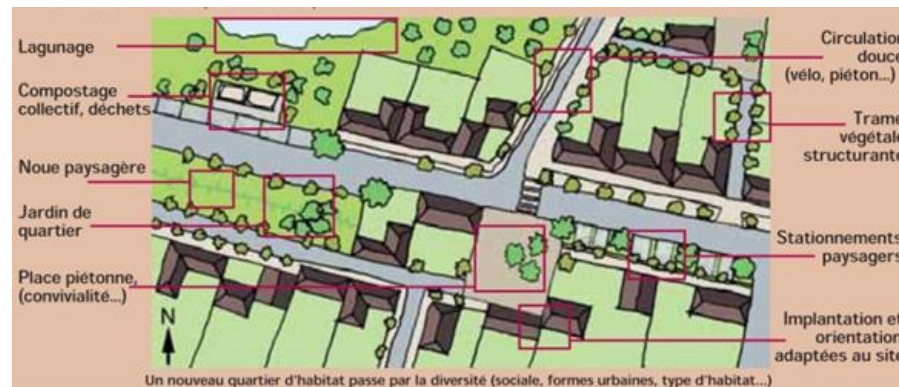 Lagunage
Compostage
collectif, déchets
Noue paysagère
Jardin de
quartier
Place piétonne,
(convivialité...)
N
Circulation
douce
(vélo, piéton...)
Trame
végétale
structurante
Stationnements
paysagers
Implantation et
orientation
adaptées au site
Un nouveau quartier d'habitat passe par la diversité (sociale, formes urbaines, type d'habitat...)